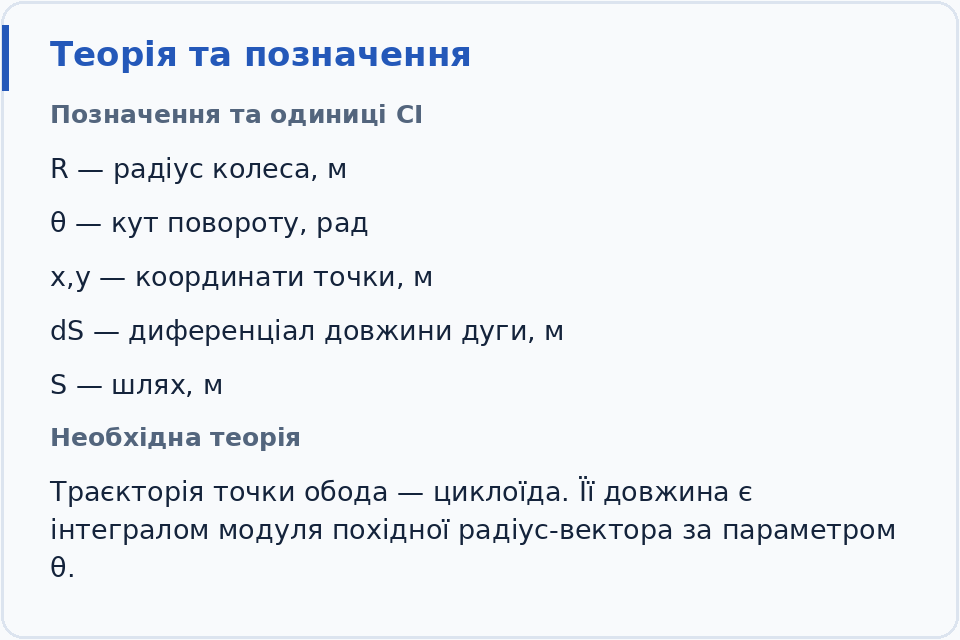 Теорія та позначення
Позначення та одиниці СІ
R — радіус колеса, м
θ — кут повороту, рад
x,y — координати точки, м
dS — диференціал довжини дуги, м
S — шлях, м
Необхідна теорія
Траєкторія точки обода — циклоїда. Її довжина є
інтегралом модуля похідної радіус-вектора за параметром
θ.